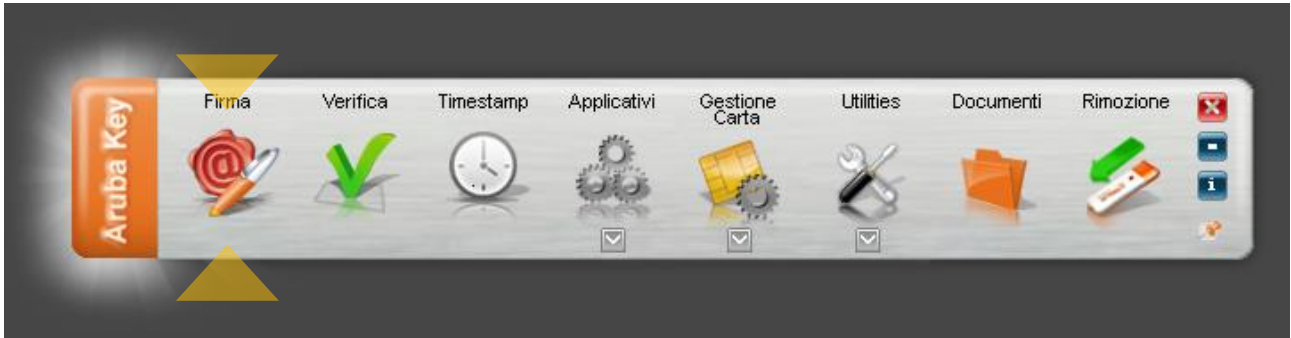 Aruba Key
Firma
Verifica
Timestamp
Applicativi
Gestione
Carta
Utilities
Documenti
Rimozione